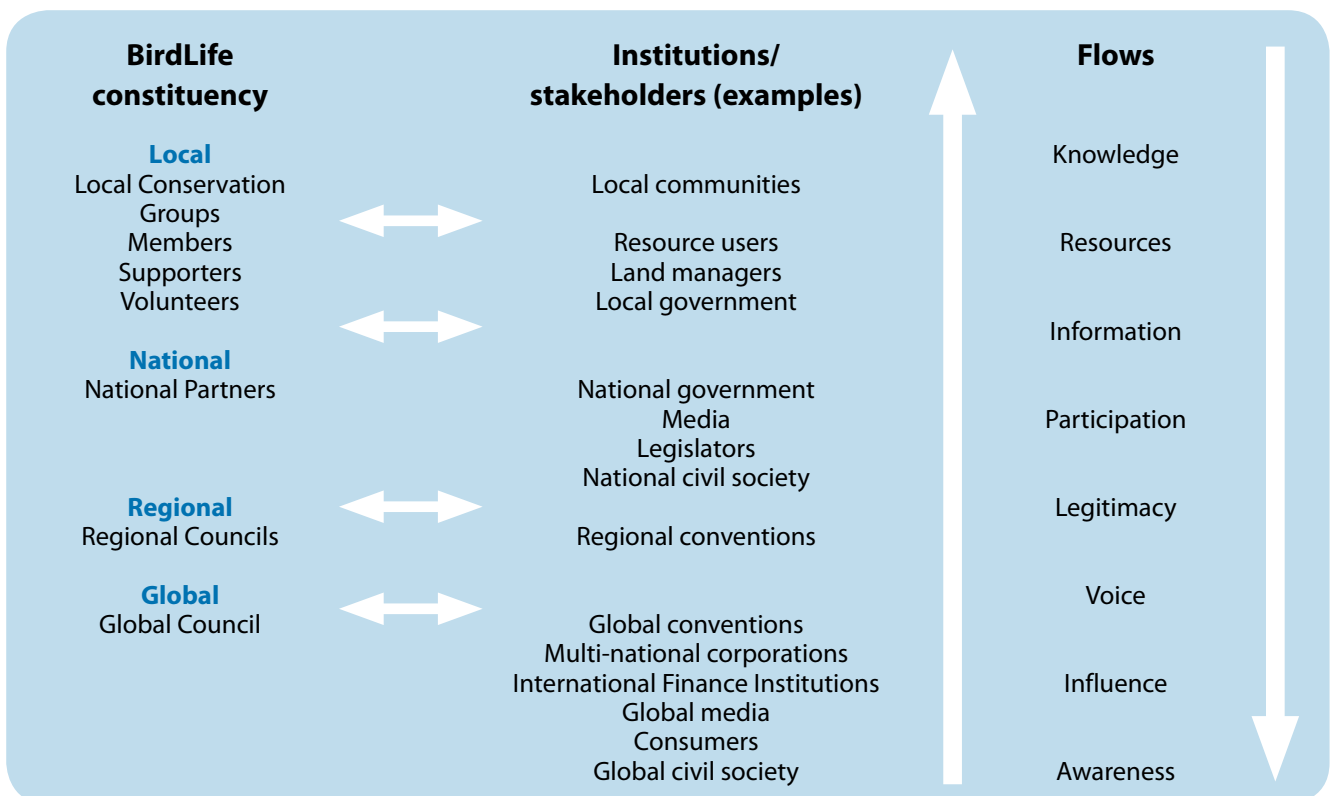 BirdLife
constituency
Local
Local Conservation
Groups
Members
Supporters
Volunteers
National
National Partners
Regional
Regional Councils
Global
Global Council
Institutions/
stakeholders (examples)
Local communities
Resource users
Land managers
Local government
National government
Media
Legislators
National civil society
Regional conventions
Global conventions
Multi-national corporations
International Finance Institutions
Global media
Consumers
Global civil society
Flows
Knowledge
Resources
Information
Participation
Legitimacy
Voice
Influence
Awareness